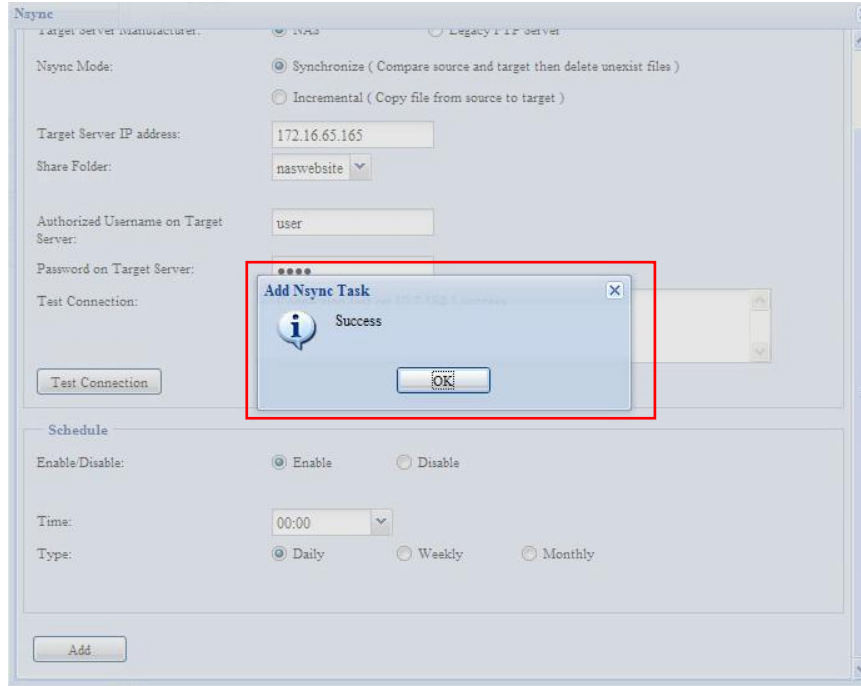 Nsync
Target Server Manufacturer: NAS Legacy FTP Server
Nsync Mode: Synchronize ( Compare source and target then delete unexist files )
Incremental ( Copy file from source to target )
Target Server IP address: 172.16.65.165
Share Folder: naswebsite
Authorized Username on Target
Server: user
Password on Target Server: ••••
Add Nsync Task
Test Connection:
Success
OK
Test Connection
Schedule
Enable/Disable: Enable Disable
Time: 00:00
Type: Daily Weekly Monthly
Add